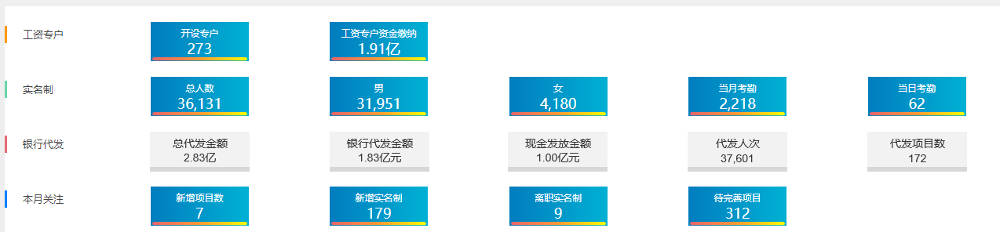 工资专户
开设专户
273
工资专户资金缴纳
1.91亿
实名制
总人数
36,131
男
31,951
女
4,180
当月考勤
2,218
当日考勤
62
银行代发
总代发金额
2.83亿
银行代发金额
1.83亿元
现金发放金额
1.00亿元
代发人次
37,601
代发项目数
172
本月关注
新增项目数
7
新增实名制
179
离职实名制
9
待完善项目
312